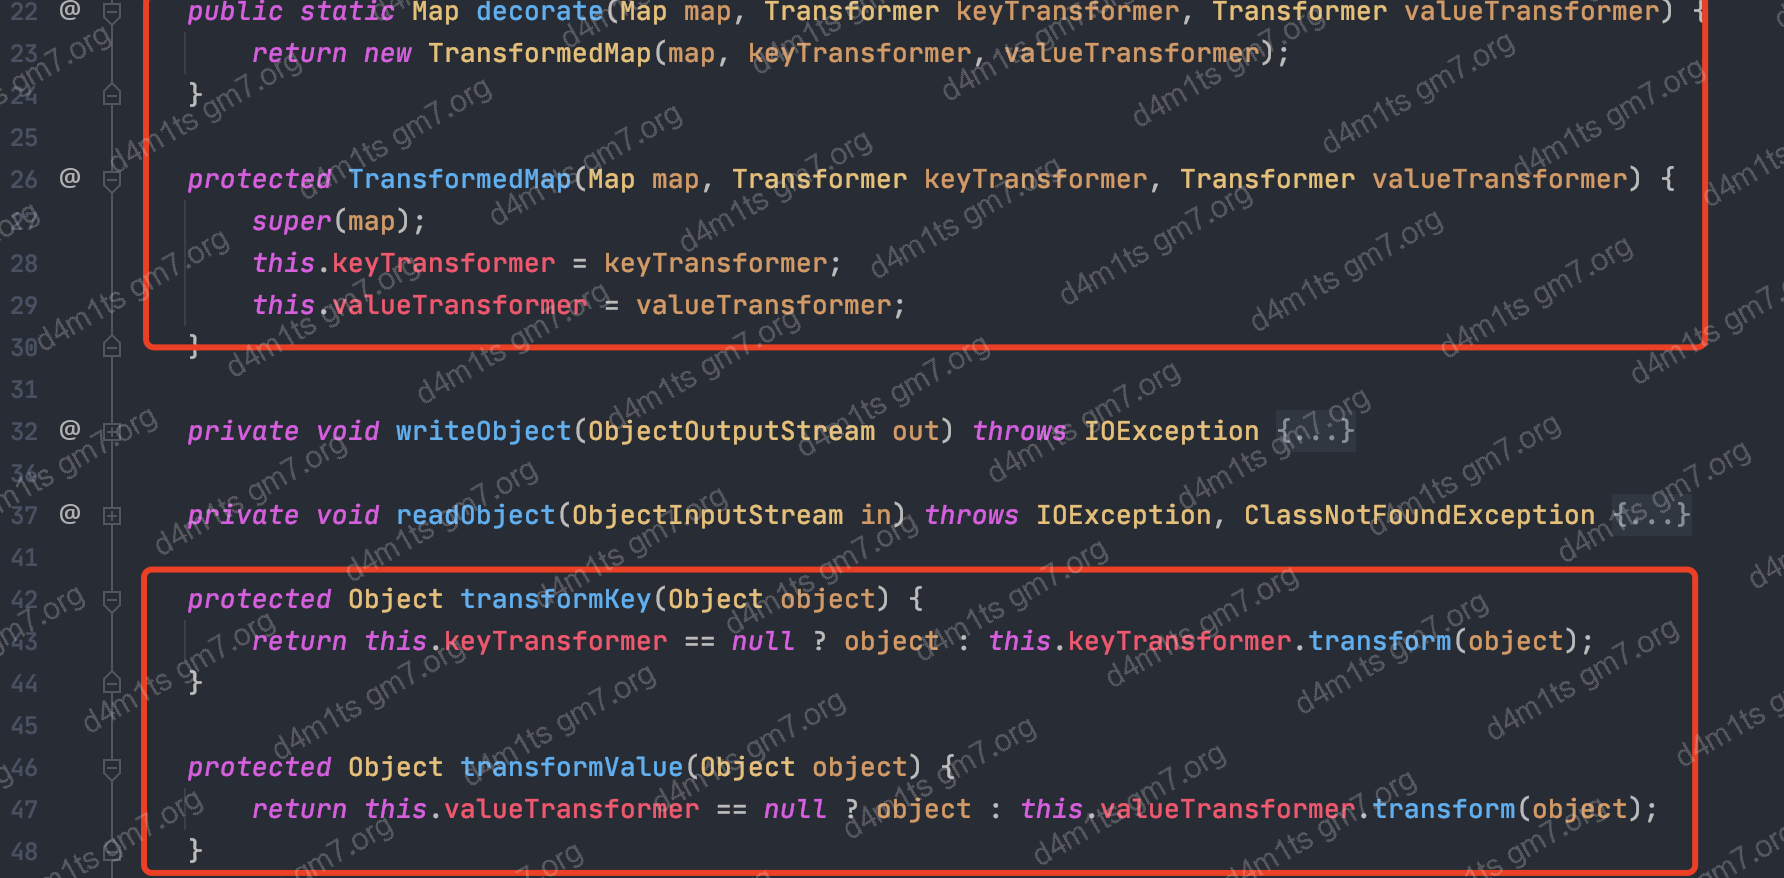 22 @ public static Map decorate(Map map, Transformer keyTransformer, Transformer valueTransformer) {
23 return new TransformedMap(map, keyTransformer, valueTransformer);
24 }
25
26 @ protected TransformedMap(Map map, Transformer keyTransformer, Transformer valueTransformer) {
27 super(map);
28 this.keyTransformer = keyTransformer;
29 this.valueTransformer = valueTransformer;
30 }
31
32 @ private void writeObject(ObjectOutputStream out) throws IOException {...}
36
37 @ private void readObject(ObjectInputStream in) throws IOException, ClassNotFoundException {...}
41
42 protected Object transformKey(Object object) {
43 return this.keyTransformer == null ? object : this.keyTransformer.transform(object);
44 }
45
46 protected Object transformValue(Object object) {
47 return this.valueTransformer == null ? object : this.valueTransformer.transform(object);
48 }
d4m1ts gm7.org